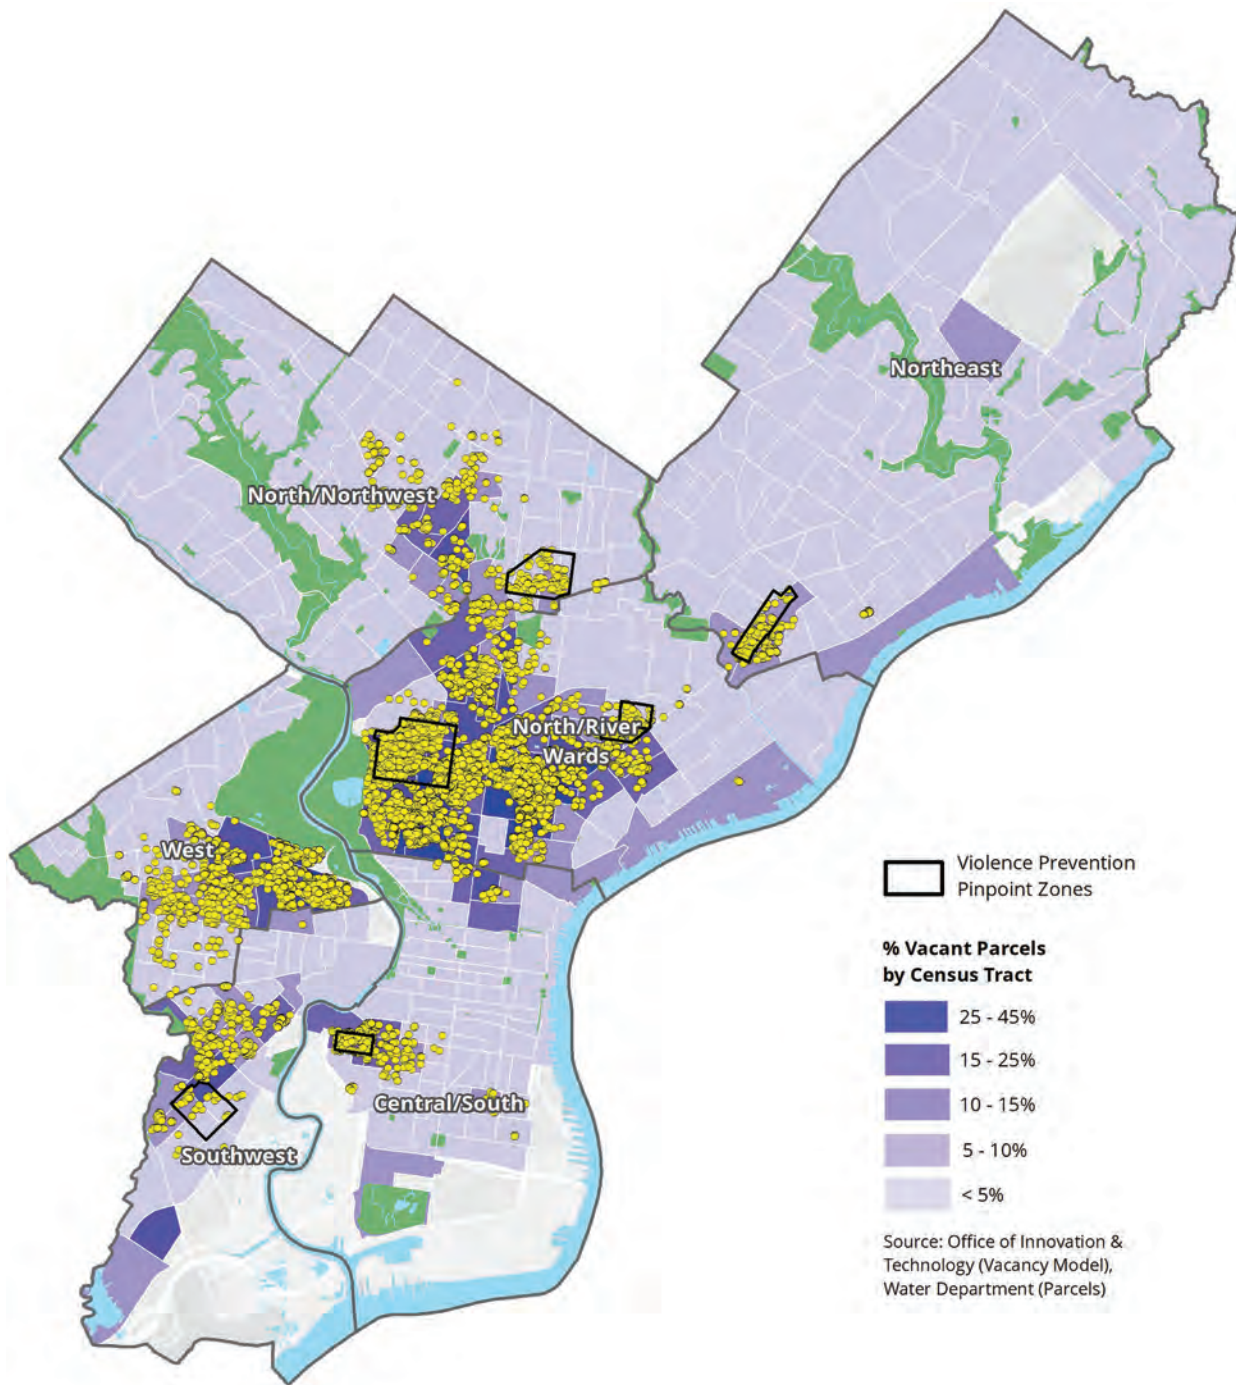 Northeast
North/Northwest
North/River
Wards
West
Central/South
Southwest
Violence Prevention
Pinpoint Zones
% Vacant Parcels
by Census Tract
25 - 45%
15 - 25%
10 - 15%
5 - 10%
< 5%
Source: Office of Innovation &
Technology (Vacancy Model),
Water Department (Parcels)